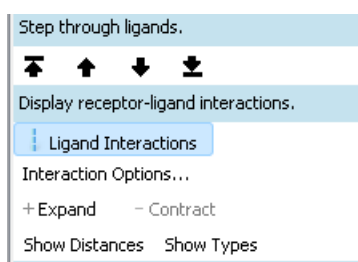 Step through ligands.
Display receptor-ligand interactions.
Ligand Interactions
Interaction Options...
+ Expand − Contract
Show Distances Show Types